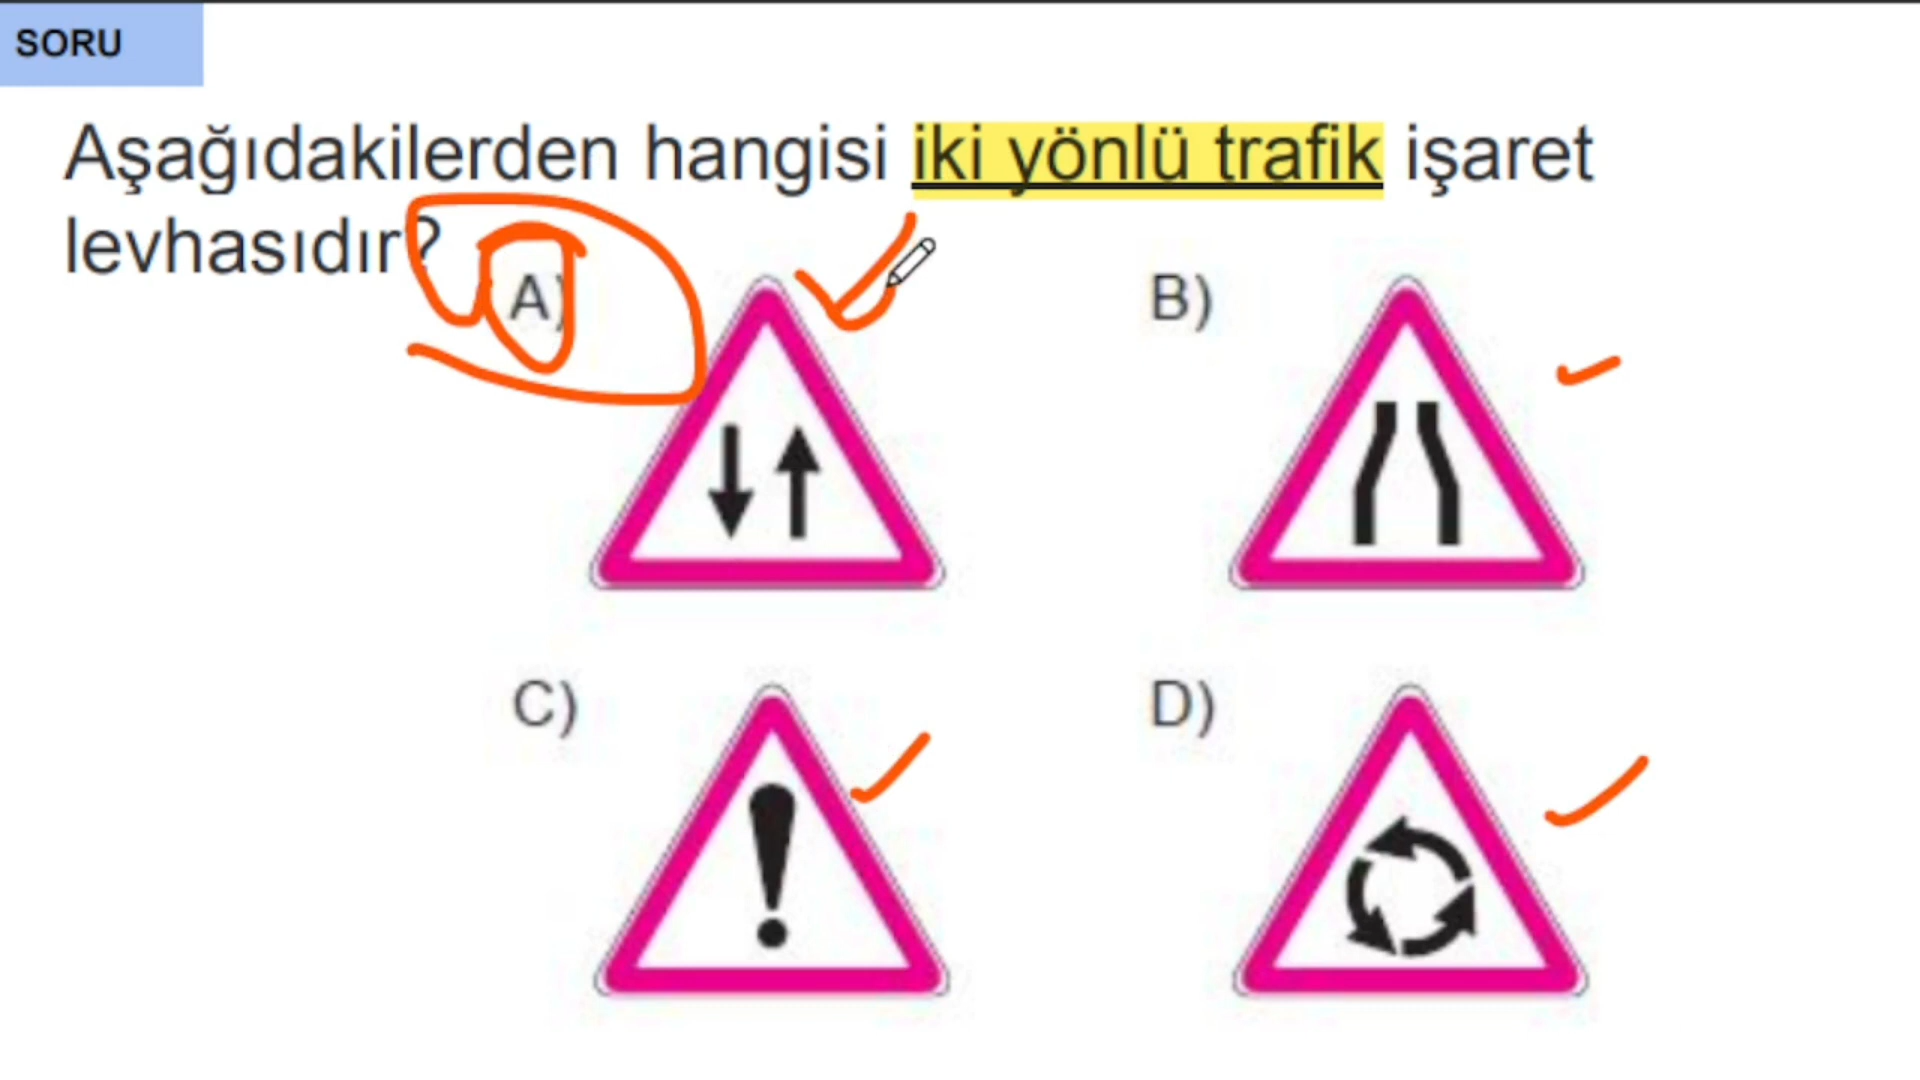 SORU
Aşağıdakilerden hangisi iki yönlü trafik işaret
levhasıdır?
A)
B)
C)
D)